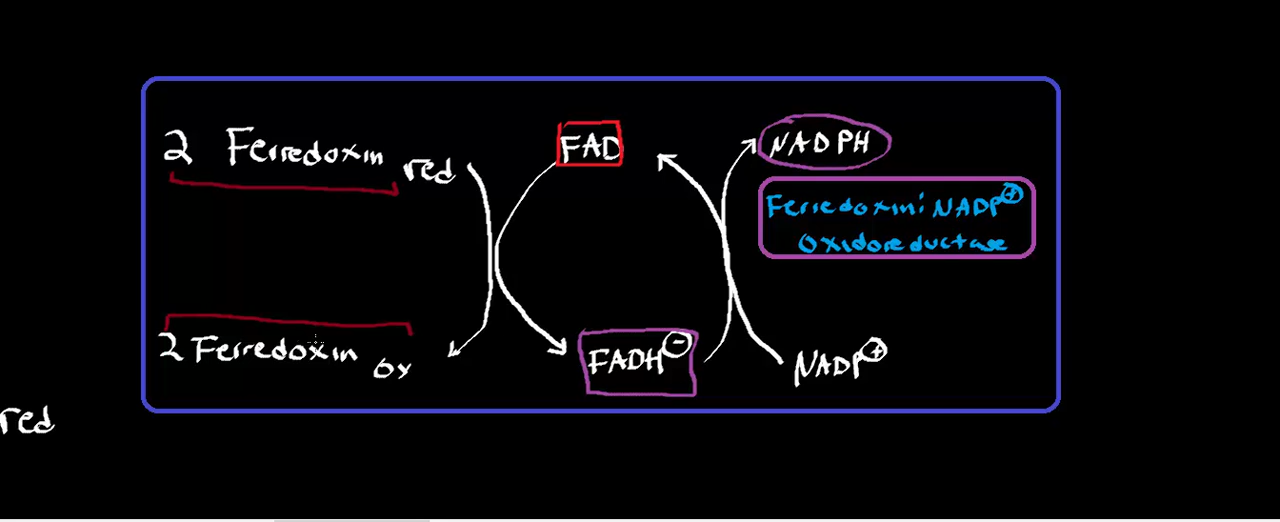 2 Ferredoxin red
FAD
NADPH
Ferredoxin: NADP⊕
Oxidoreductase
2 Ferredoxin ox
FADH⊖
NADP⊕
red